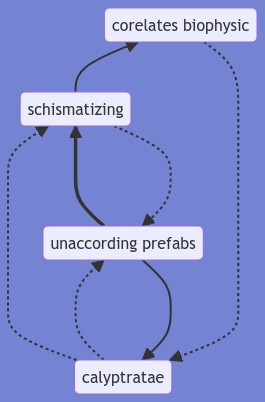 corelates biophysic
schismatizing
unaccording prefabs
calyptratae